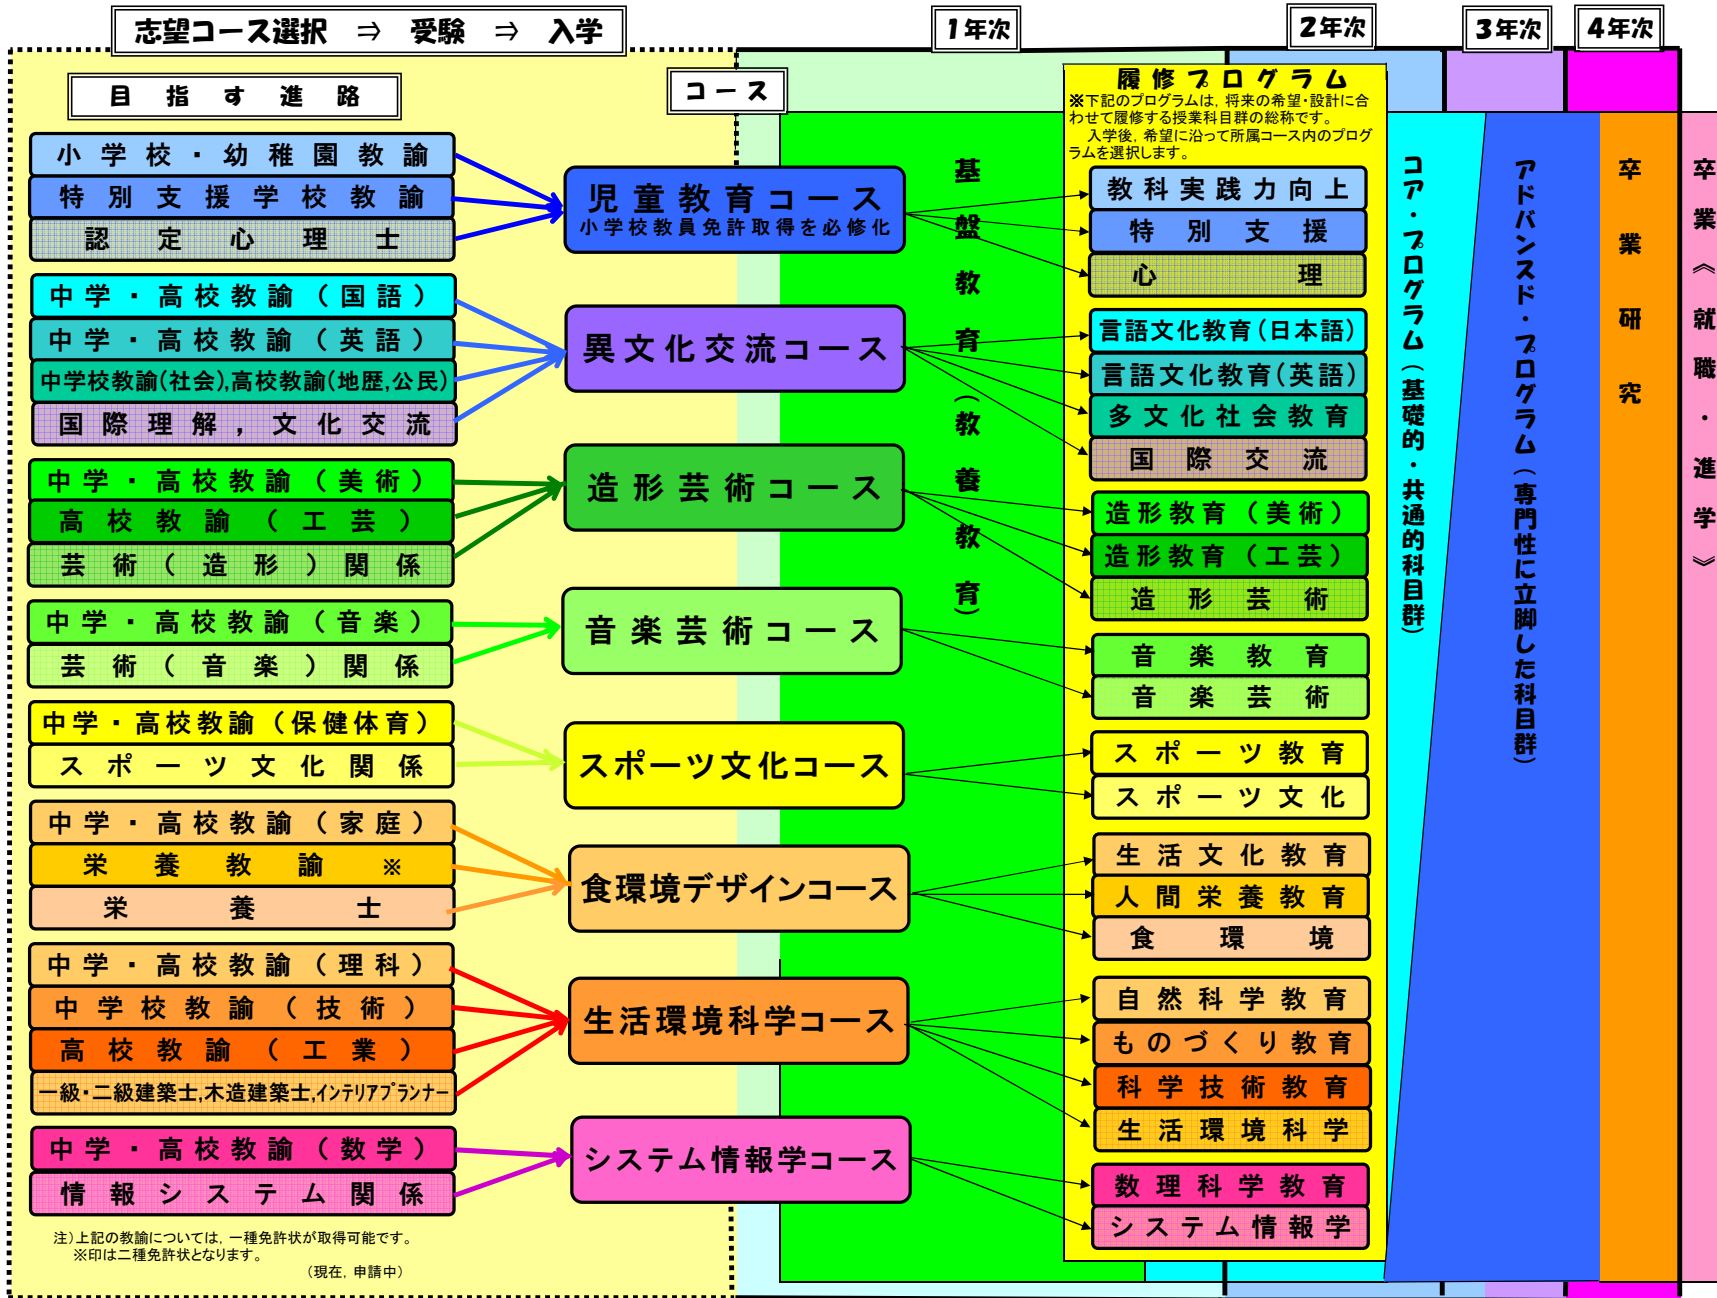 志望コース選択 ⇒ 受験 ⇒ 入学
1年次
2年次
3年次
4年次
目指す進路
コース
小学校・幼稚園教諭
特別支援学校教諭
認定心理士
中学・高校教諭（国語）
中学・高校教諭（英語）
中学校教諭(社会),高校教諭(地歴,公民)
国際理解，文化交流
中学・高校教諭（美術）
高校教諭（工芸）
芸術（造形）関係
中学・高校教諭（音楽）
芸術（音楽）関係
中学・高校教諭（保健体育）
スポーツ文化関係
中学・高校教諭（家庭）
栄養教諭※
栄養士
中学・高校教諭（理科）
中学校教諭（技術）
高校教諭（工業）
一級・二級建築士,木造建築士,インテリアプランナー
中学・高校教諭（数学）
情報システム関係
注)上記の教諭については，一種免許状が取得可能です。
※印は二種免許状となります。
（現在，申請中）
児童教育コース
小学校教員免許取得を必修化
異文化交流コース
造形芸術コース
音楽芸術コース
スポーツ文化コース
食環境デザインコース
生活環境科学コース
システム情報学コース
基盤教育（教養教育）
履修プログラム
※下記のプログラムは，将来の希望・設計に合
わせて履修する授業科目群の総称です。
入学後，希望に沿って所属コース内のプログ
ラムを選択します。
教科実践力向上
特別支援
心理
言語文化教育(日本語)
言語文化教育(英語)
多文化社会教育
国際交流
造形教育（美術）
造形教育（工芸）
造形芸術
音楽教育
音楽芸術
スポーツ教育
スポーツ文化
生活文化教育
人間栄養教育
食環境
自然科学教育
ものづくり教育
科学技術教育
生活環境科学
数理科学教育
システム情報学
コア・プログラム（基礎的・共通的科目群）
アドバンスド・プログラム（専門性に立脚した科目群）
卒業研究
卒業《就職・進学》